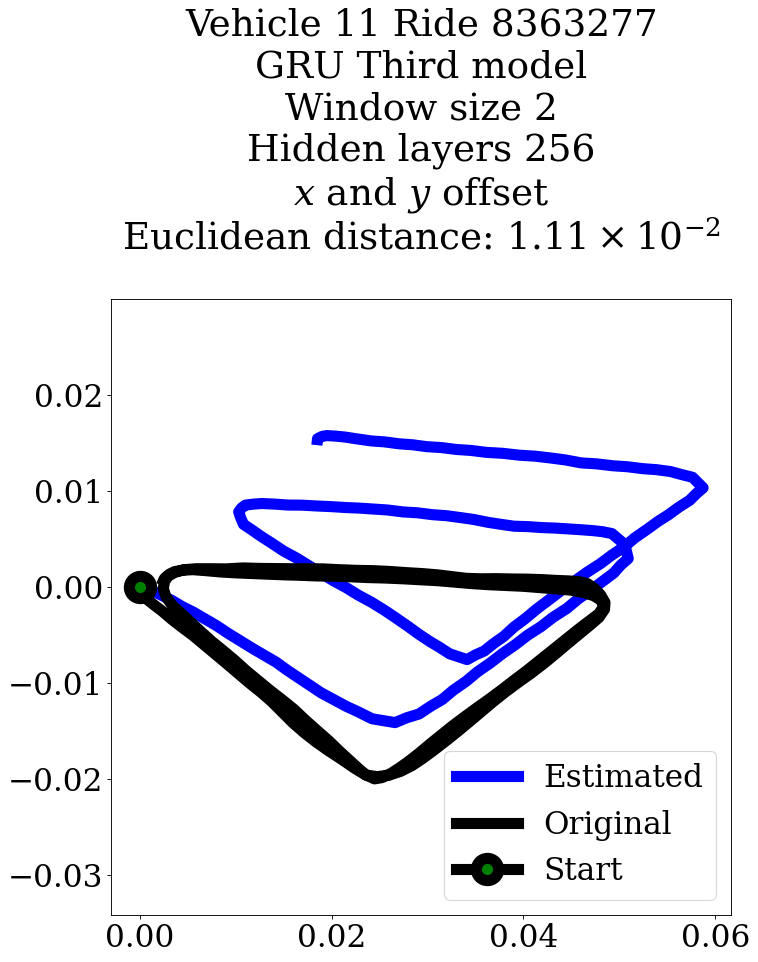 Vehicle 11 Ride 8363277
GRU Third model
Window size 2
Hidden layers 256
x and y offset
Euclidean distance: 1.11 × 10⁻²
0.02
0.01
0.00
−0.01
−0.02
−0.03
Estimated
Original
Start
0.00 0.02 0.04 0.06